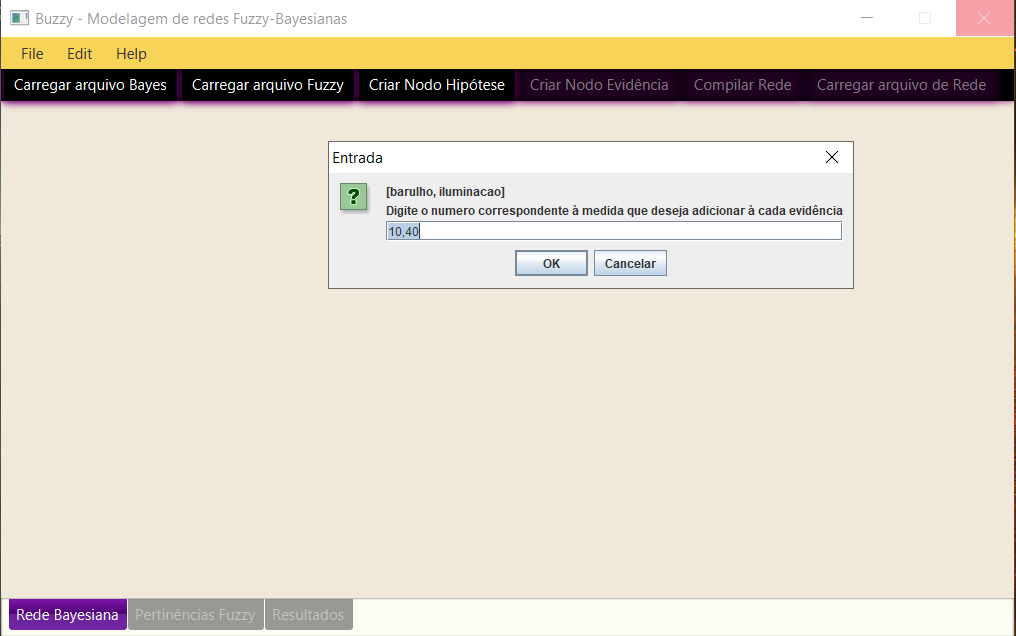 Buzzy - Modelagem de redes Fuzzy-Bayesianas
File Edit Help
Carregar arquivo Bayes Carregar arquivo Fuzzy Criar Nodo Hipótese Criar Nodo Evidência Compilar Rede Carregar arquivo de Rede
Entrada
?
[barulho, iluminacao]
Digite o numero correspondente à medida que deseja adicionar à cada evidência
10,40
OK Cancelar
Rede Bayesiana Pertinências Fuzzy Resultados